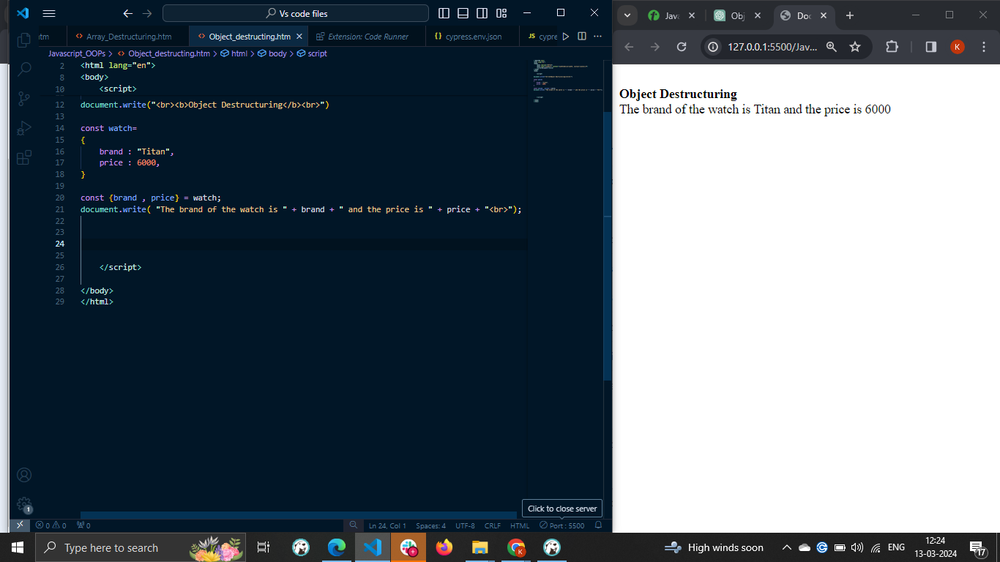 Vs code files
tm
Array_Destructuring.htm
Object_destructing.htm
Extension: Code Runner
{} cypress.env.json
JS cypre
Javascript_OOPs > Object_destructing.htm > html > body > script
2 <html lang="en">
8 <body>
10 <script>
12 document.write("<br><b>Object Destructuring</b><br>")
13
14 const watch=
15 {
16 brand : "Titan",
17 price : 6000,
18 }
19
20 const {brand , price} = watch;
21 document.write( "The brand of the watch is " + brand + " and the price is " + price + "<br>");
22
23
24
25
26 </script>
27
28 </body>
29 </html>
1
Click to close server
0 0 0
Ln 24, Col 1 Spaces: 4 UTF-8 CRLF HTML Port : 5500
Java
Obj
Doc
127.0.0.1:5500/Jav...
K
Object Destructuring
The brand of the watch is Titan and the price is 6000
Type here to search
K
High winds soon
ENG
12:24
13-03-2024
17